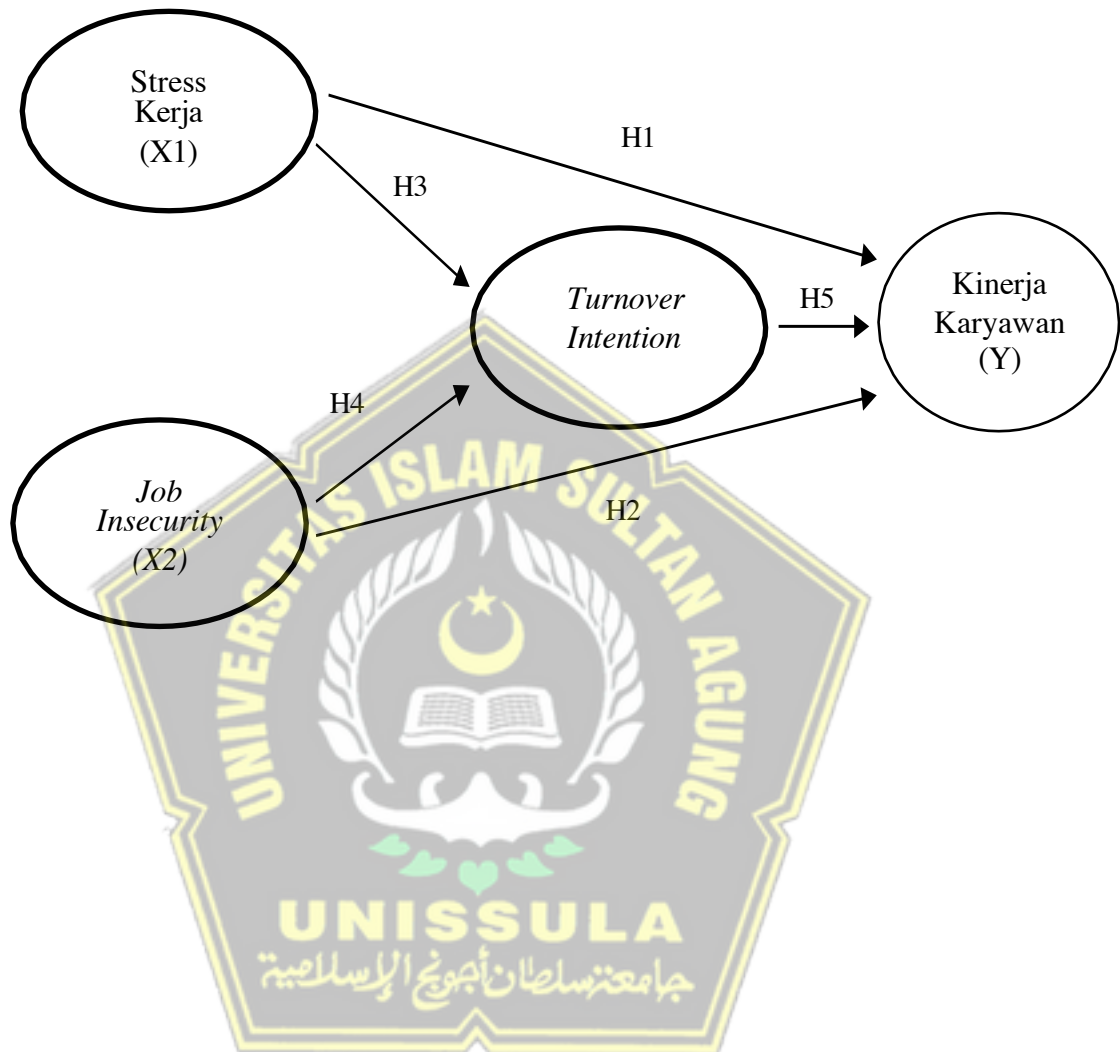 Stress
Kerja
(X1)
H1
H3
Turnover
Intention
H5
Kinerja
Karyawan
(Y)
H4
Job
Insecurity
(X2)
H2
UNIVERSITAS ISLAM SULTAN AGUNG
UNISSULA
جامعة سلطان أجونج الإسلامية